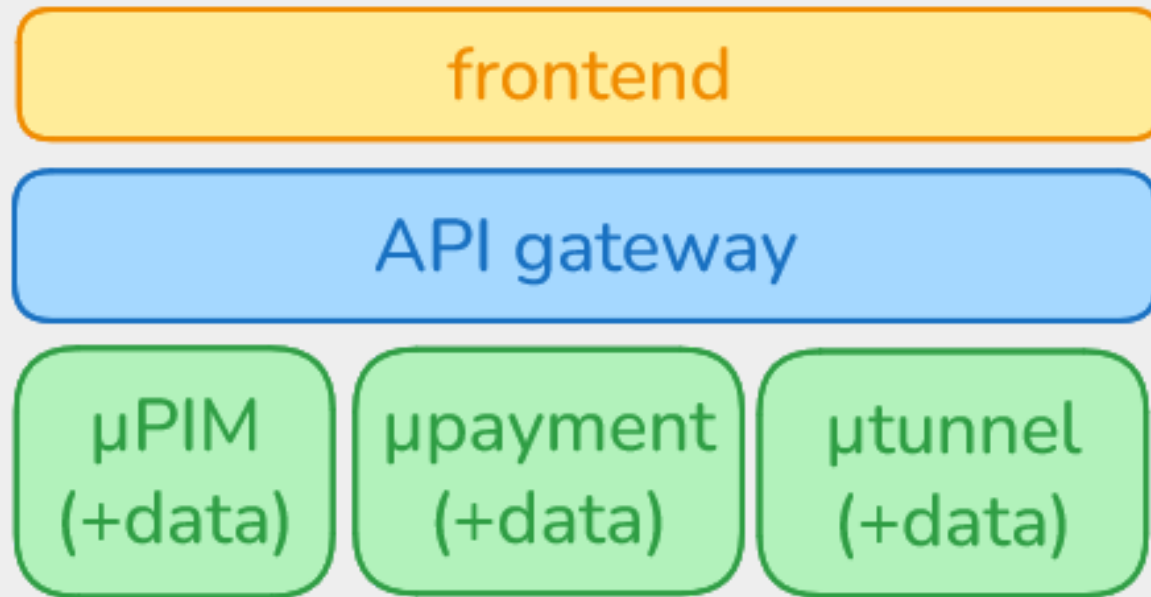 frontend
API gateway
µPIM
(+data)
µpayment
(+data)
µtunnel
(+data)